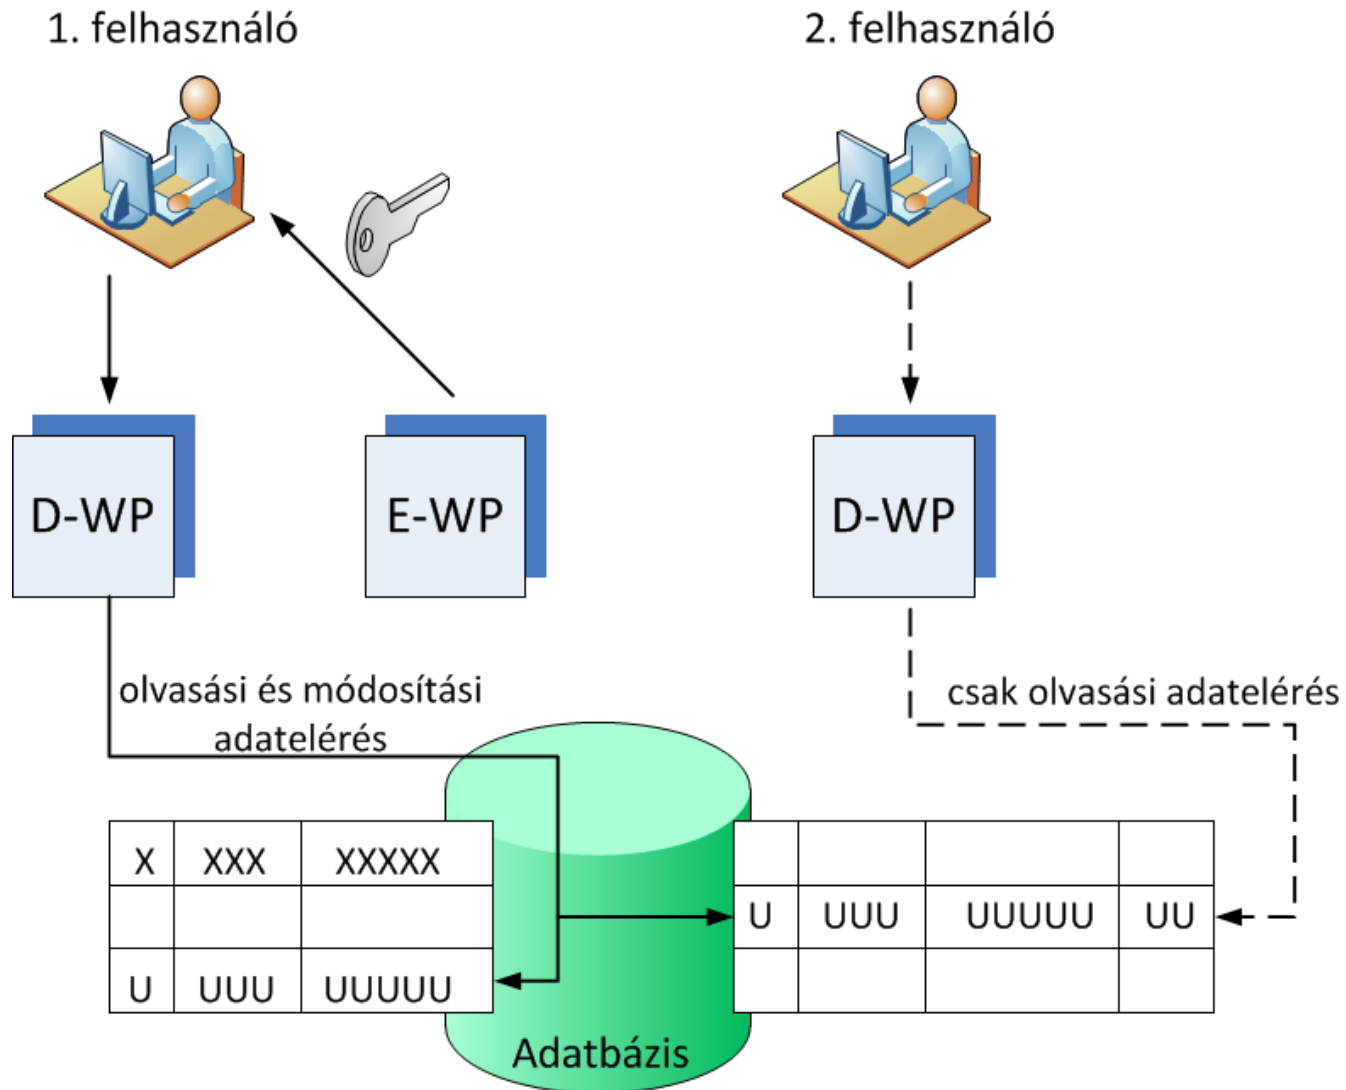 1. felhasználó
2. felhasználó
D-WP
E-WP
D-WP
olvasási és módosítási
adatelérés
csak olvasási adatelérés
X XXX XXXXX
U UUU UUUUU
U UUU UUUUU UU
Adatbázis